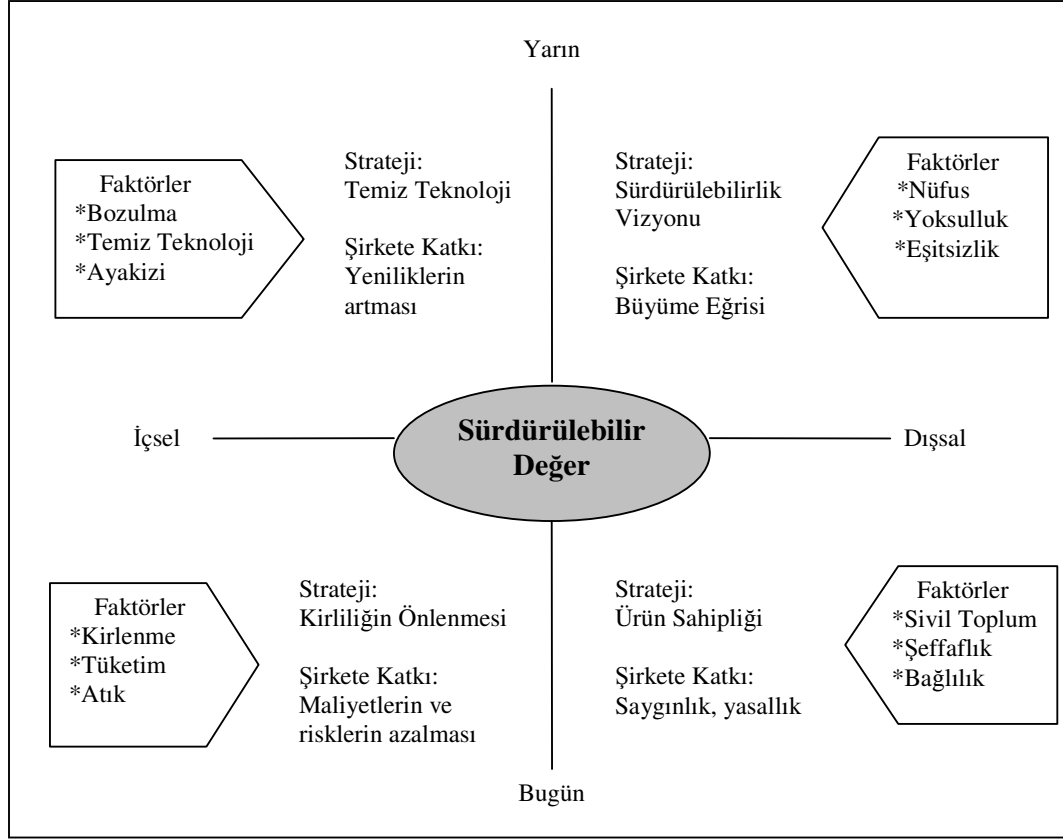 Yarın
Faktörler
*Bozulma
*Temiz Teknoloji
*Ayakizi
Strateji:
Temiz Teknoloji
Şirkete Katkı:
Yeniliklerin
artması
Strateji:
Sürdürülebilirlik
Vizyonu
Şirkete Katkı:
Büyüme Eğrisi
Faktörler
*Nüfus
*Yoksulluk
*Eşitsizlik
İçsel
Sürdürülebilir
Değer
Dışsal
Faktörler
*Kirlenme
*Tüketim
*Atık
Strateji:
Kirliliğin Önlenmesi
Şirkete Katkı:
Maliyetlerin ve
risklerin azalması
Strateji:
Ürün Sahipliği
Şirkete Katkı:
Saygınlık, yasallık
Faktörler
*Sivil Toplum
*Şeffaflık
*Bağlılık
Bugün